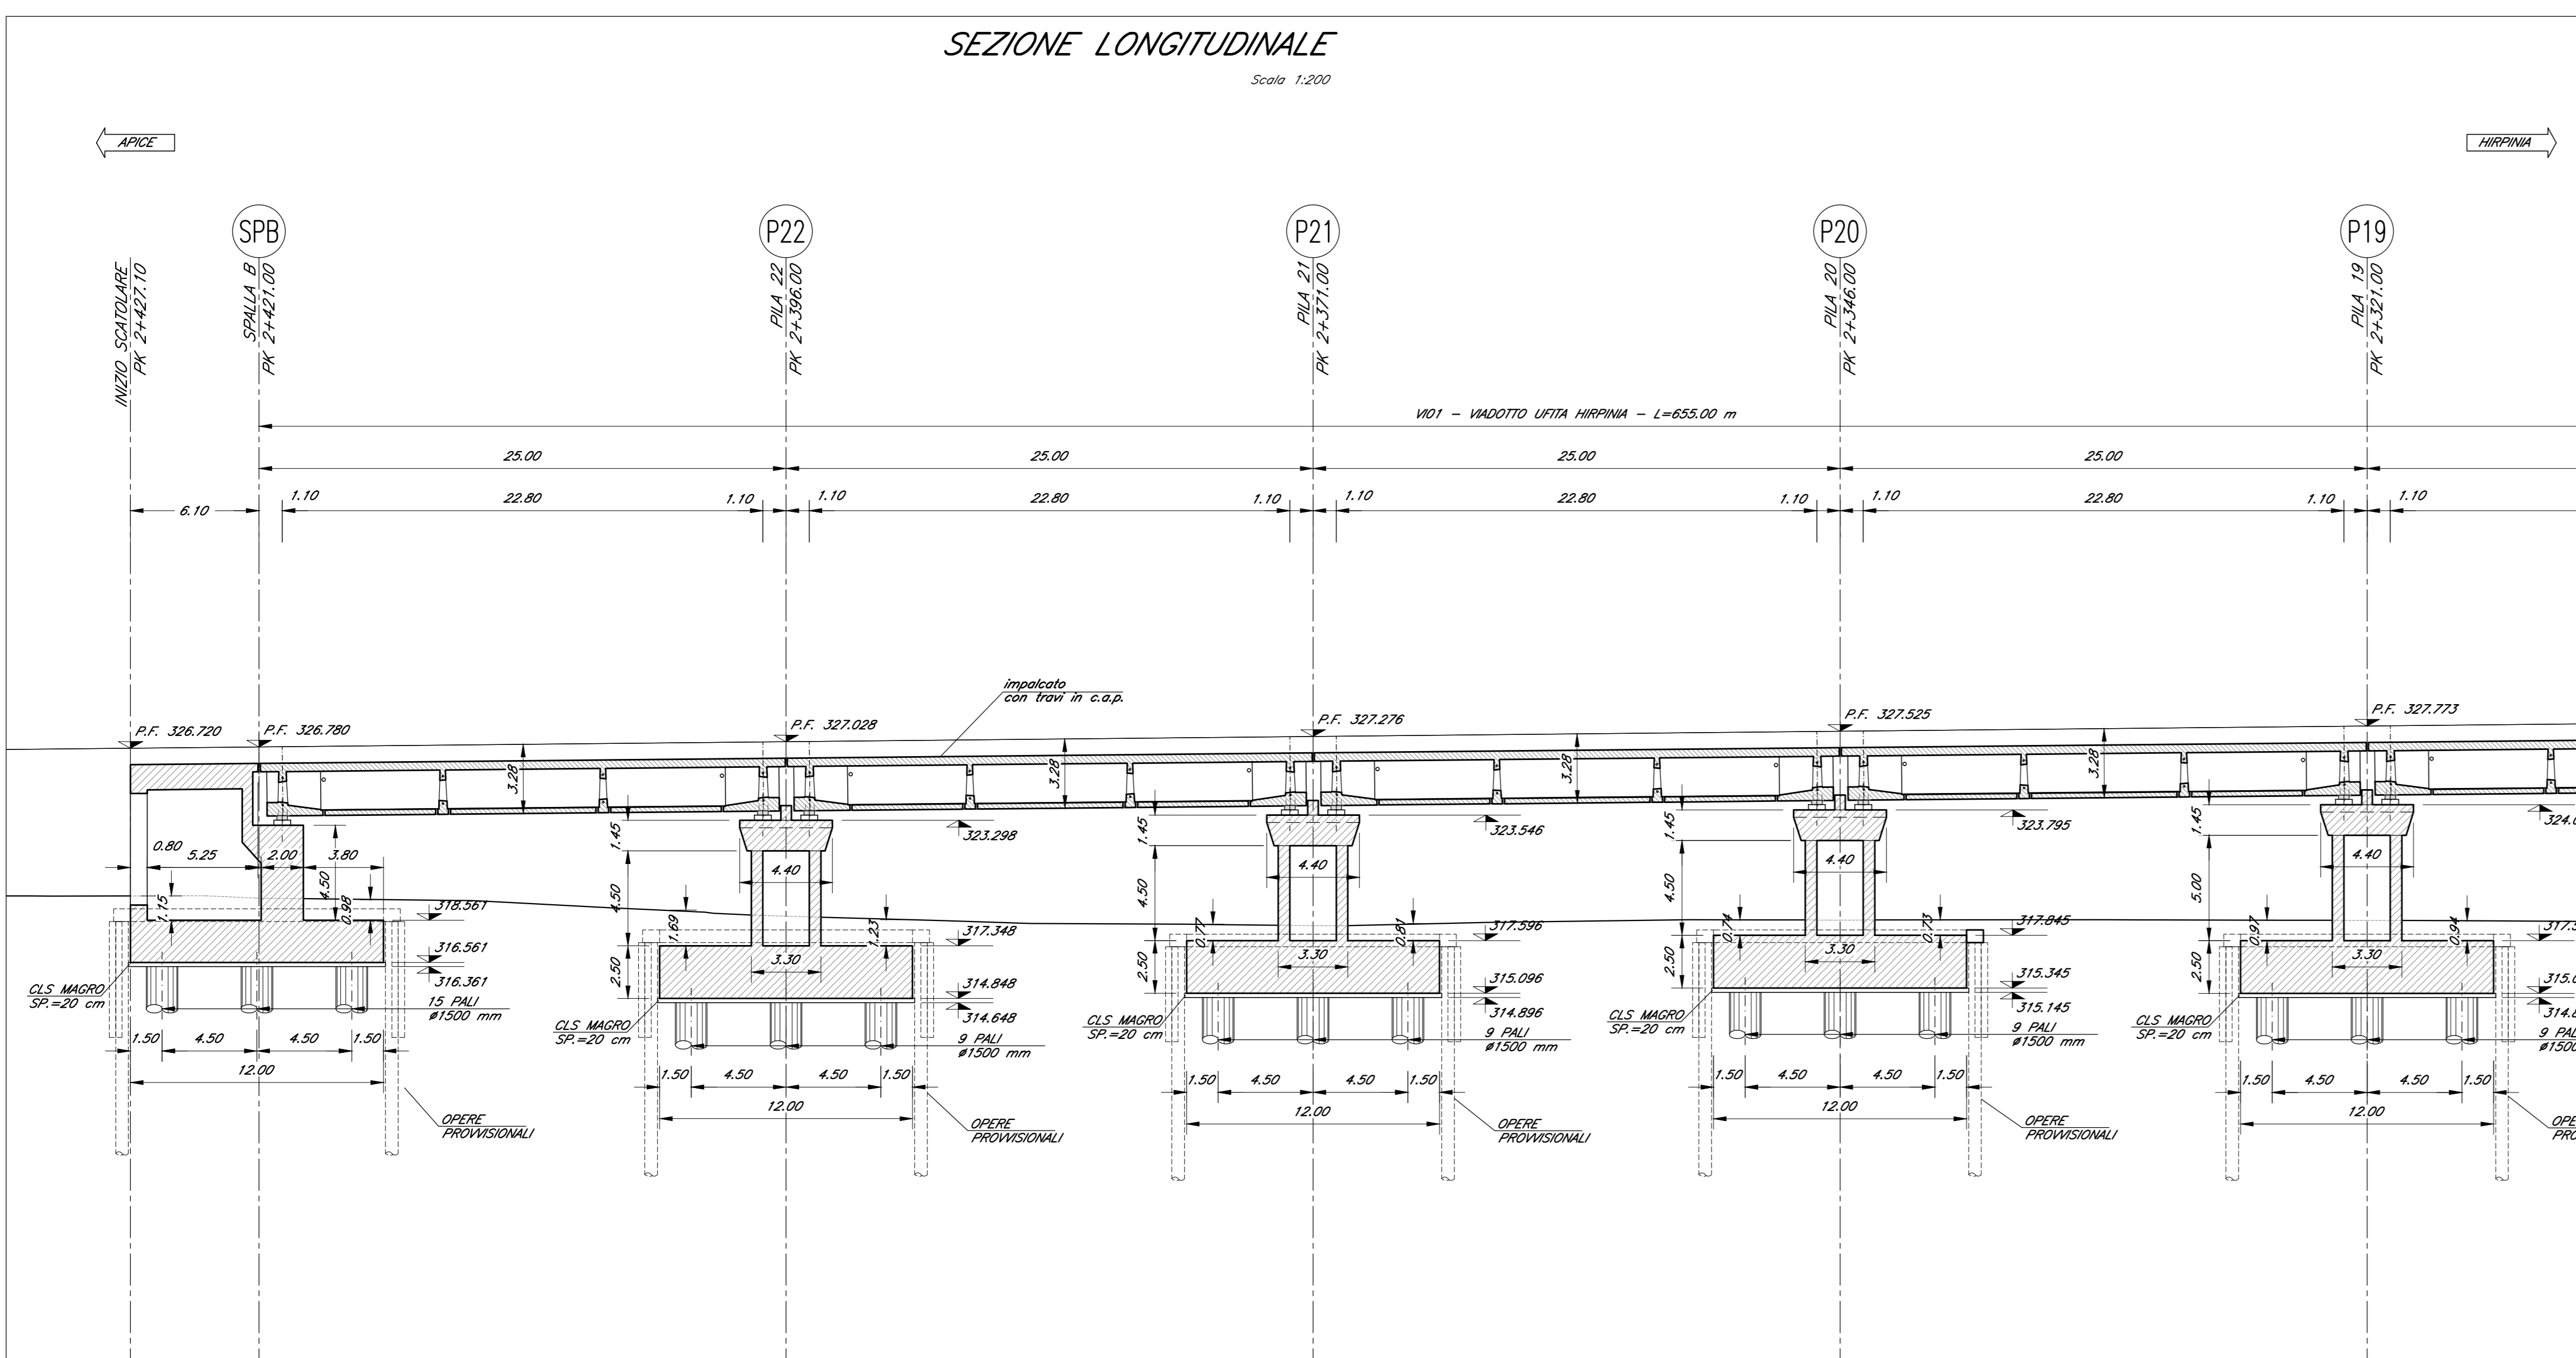 SEZIONE LONGITUDINALE
Scala 1:200
APICE
HIRPINIA
SPB
P22
P21
P20
P19
INIZIO SCATOLARE
PK 2+427.10
SPALLA B
PK 2+421.00
PILA 22
PK 2+396.00
PILA 21
PK 2+371.00
PILA 20
PK 2+346.00
PILA 19
PK 2+321.00
VI01 - VIADOTTO UFITA HIRPINIA - L=655.00 m
25.00
25.00
25.00
25.00
6.10
1.10
22.80
1.10
1.10
22.80
1.10
1.10
22.80
1.10
1.10
22.80
1.10
1.10
impalcato
con travi in c.a.p.
P.F. 326.720
P.F. 326.780
P.F. 327.028
P.F. 327.276
P.F. 327.525
P.F. 327.773
3.28
3.28
3.28
3.28
0.80
5.25
2.00
3.80
4.50
1.15
0.98
318.561
316.561
316.361
CLS MAGRO
SP.=20 cm
15 PALI
ø1500 mm
1.50
4.50
4.50
1.50
12.00
OPERE
PROVVISIONALI
1.45
323.298
4.40
4.50
1.69
1.23
317.348
3.30
2.50
314.848
314.648
CLS MAGRO
SP.=20 cm
9 PALI
ø1500 mm
1.50
4.50
4.50
1.50
12.00
OPERE
PROVVISIONALI
1.45
323.546
4.40
4.50
0.77
0.81
317.596
3.30
2.50
315.096
314.896
CLS MAGRO
SP.=20 cm
9 PALI
ø1500 mm
1.50
4.50
4.50
1.50
12.00
OPERE
PROVVISIONALI
1.45
323.795
4.40
4.50
0.74
0.73
317.845
3.30
2.50
315.345
315.145
CLS MAGRO
SP.=20 cm
9 PALI
ø1500 mm
1.50
4.50
4.50
1.50
12.00
OPERE
PROVVISIONALI
1.45
4.40
5.00
0.97
0.94
3.30
2.50
CLS MAGRO
SP.=20 cm
1.50
4.50
4.50
1.50
12.00